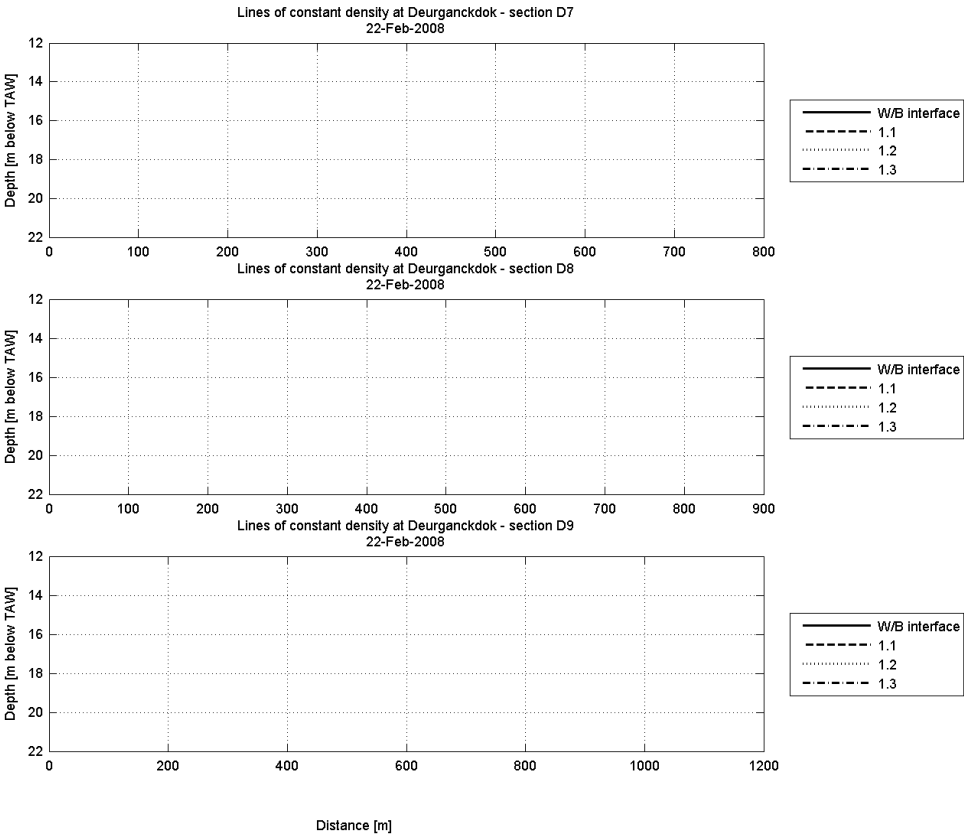 Lines of constant density at Deurganckdok - section D7
22-Feb-2008
12
14
16
18
20
22
Depth [m below TAW]
0 100 200 300 400 500 600 700 800
W/B interface
1.1
1.2
1.3
Lines of constant density at Deurganckdok - section D8
22-Feb-2008
12
14
16
18
20
22
Depth [m below TAW]
0 100 200 300 400 500 600 700 800 900
W/B interface
1.1
1.2
1.3
Lines of constant density at Deurganckdok - section D9
22-Feb-2008
12
14
16
18
20
22
Depth [m below TAW]
0 200 400 600 800 1000 1200
W/B interface
1.1
1.2
1.3
Distance [m]